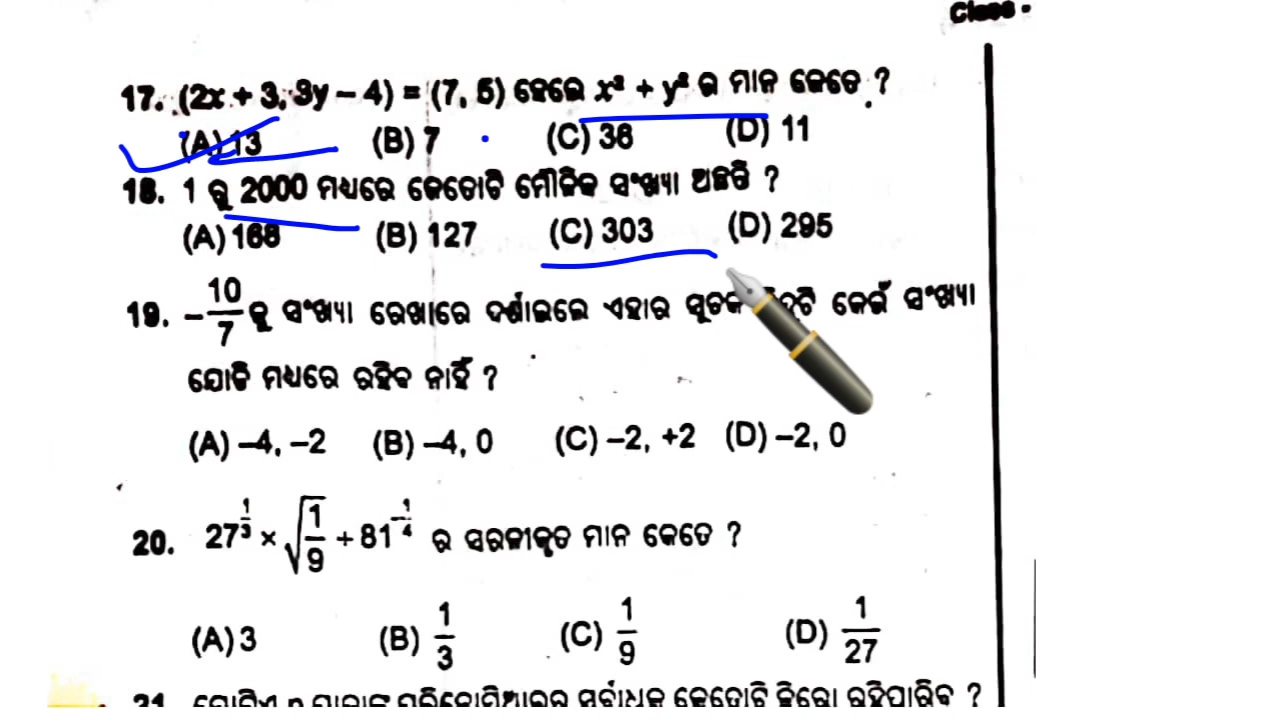 Class -
17. (2x + 3, 3y – 4) = (7, 5) ହେଲେ x² + y² ର ମାନ କେତେ ?
(A) 13 (B) 7 (C) 36 (D) 11
18. 1 ରୁ 2000 ମଧ୍ୟରେ କେତୋଟି ମୌଳିକ ସଂଖ୍ୟା ଅଛନ୍ତି ?
(A) 168 (B) 127 (C) 303 (D) 295
19. –10/7 କୁ ସଂଖ୍ୟା ରେଖାରେ ଦର୍ଶାଇଲେ ଏହାର ସୂଚକ କେଉଁ ସଂଖ୍ୟା
ଯୋଡି ମଧ୍ୟରେ ରହିବ ନାହିଁ ?
(A) –4, –2 (B) –4, 0 (C) –2, +2 (D) –2, 0
20. 27^(1/3) × √(1/9) + 81^(–1/4) ର ସରଳୀକୃତ ମାନ କେତେ ?
(A) 3 (B) 1/3 (C) 1/9 (D) 1/27
21. ସର୍ବାଧିକ କେତୋଟି ରହିପାରିବ ?